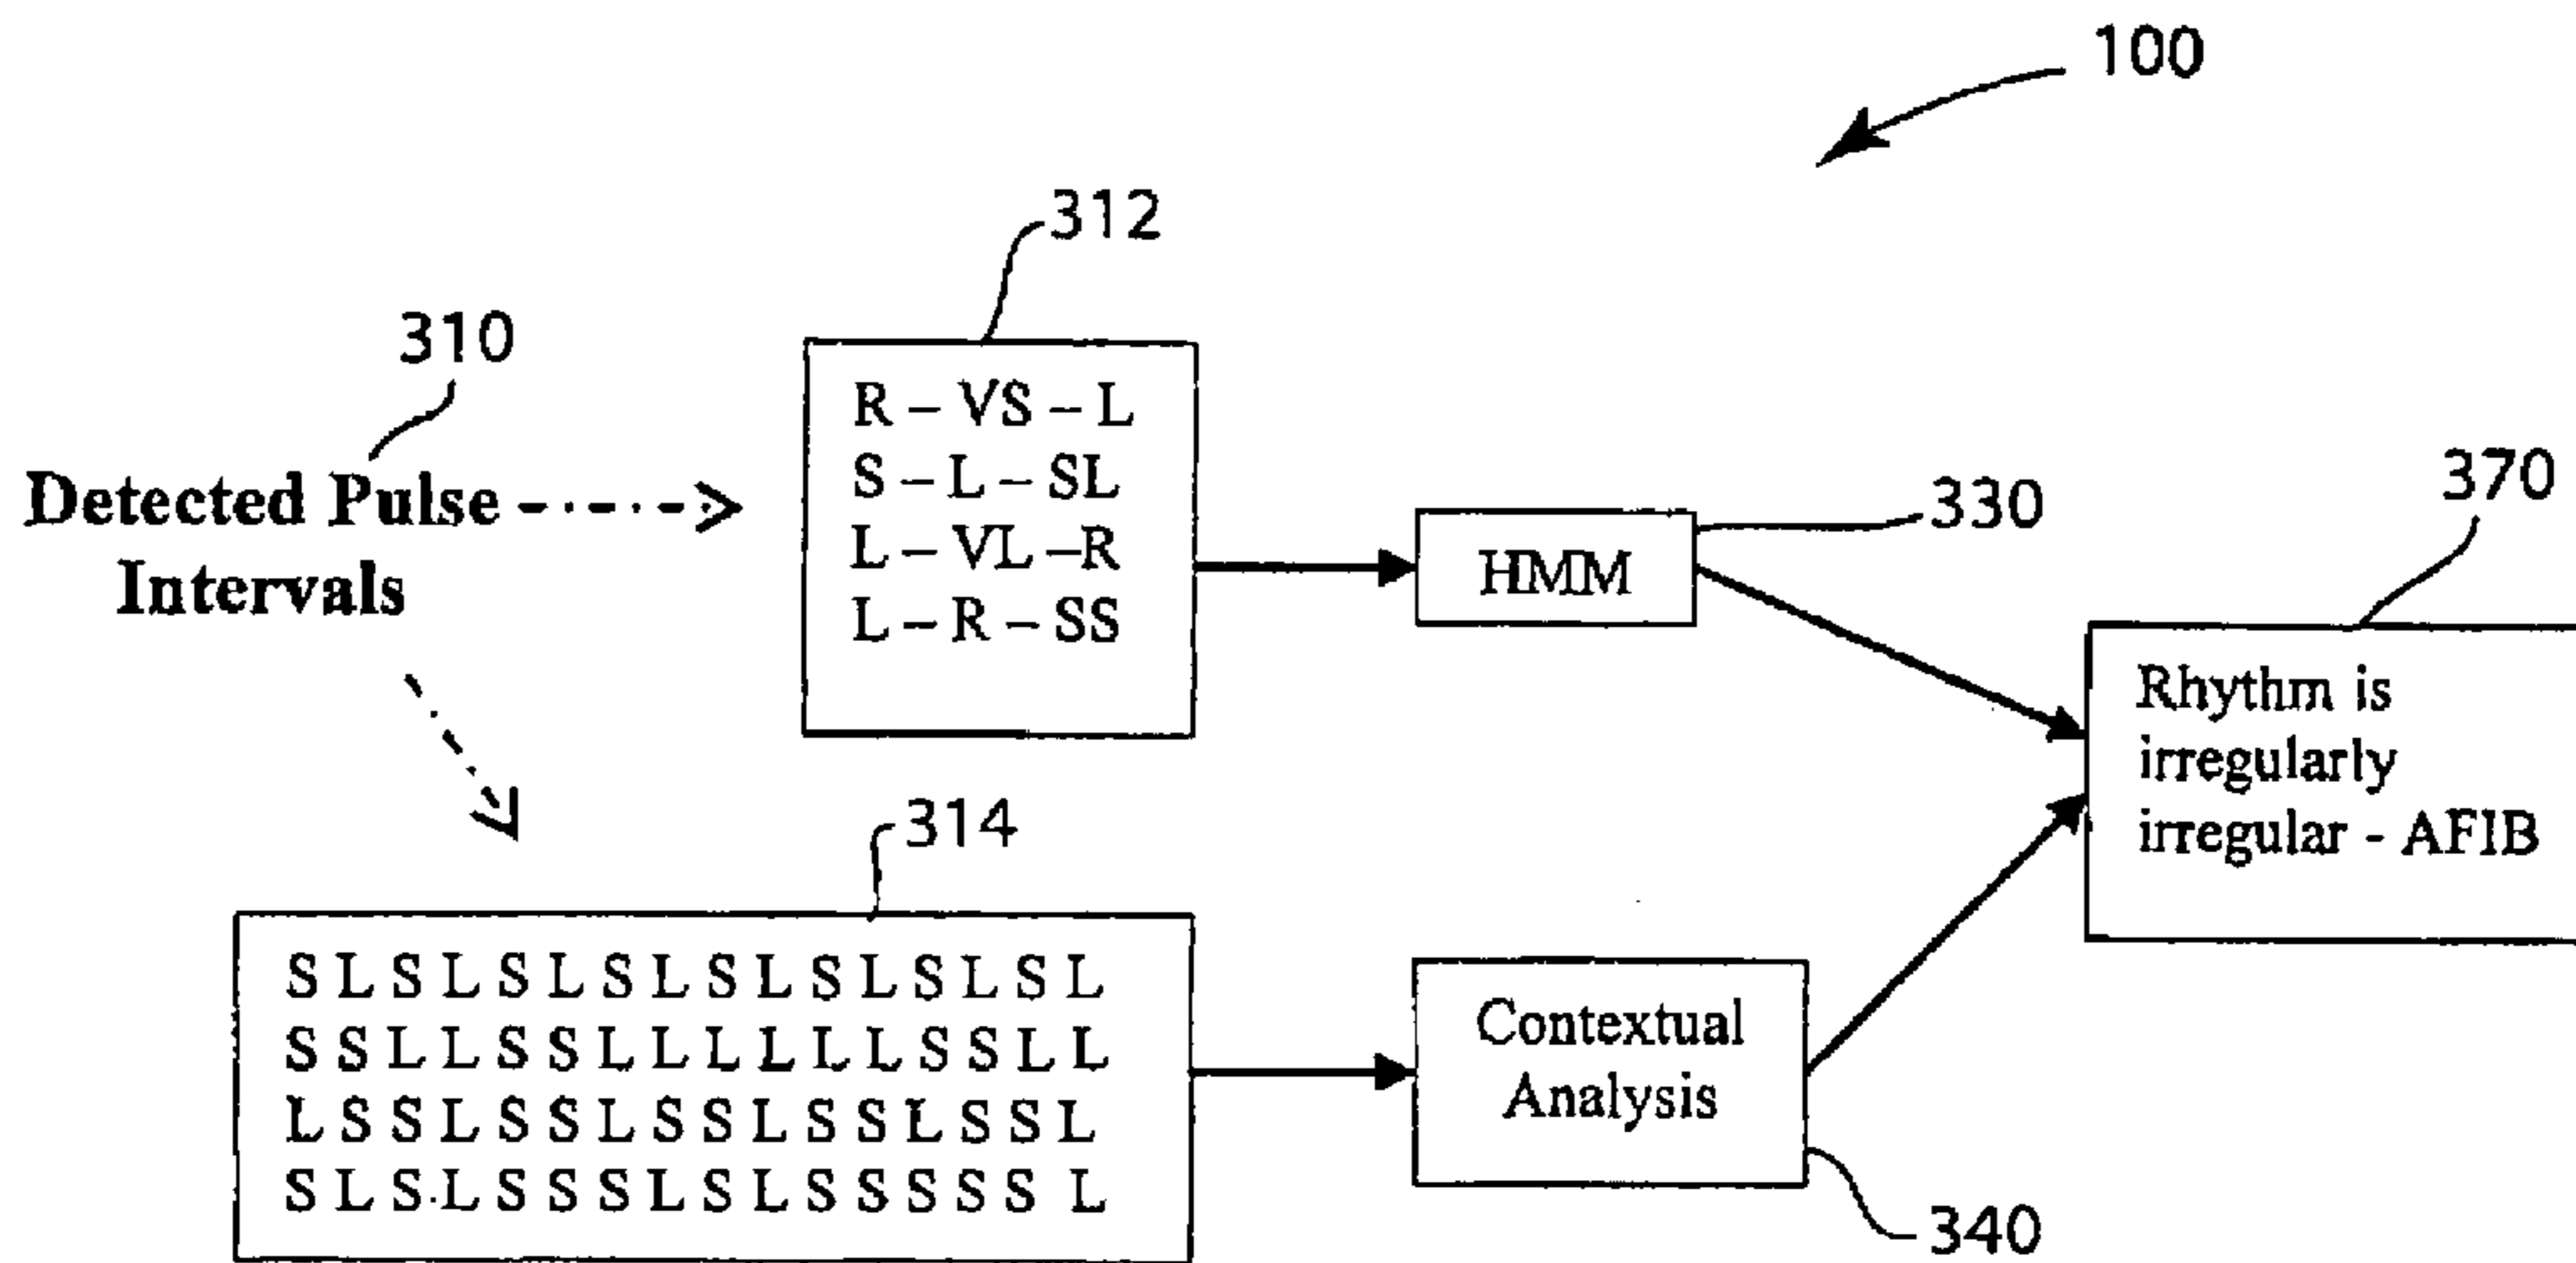 100
312
310
R – VS – L
S – L – SL
L – VL –R
L – R – SS
Detected Pulse
Intervals
HMM
330
370
Rhythm is
irregularly
irregular - AFIB
314
S L S L S L S L S L S L S L S L
S S L L S S L L L L L L S S L L
L S S L S S L S S L S S L S S L
S L S L S S S L S L S S S S S L
Contextual
Analysis
340